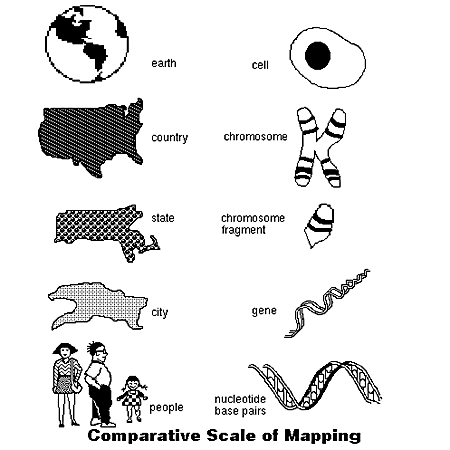 earth
cell
country
chromosome
state
chromosome
fragment
city
gene
people
nucleotide
base pairs
Comparative Scale of Mapping